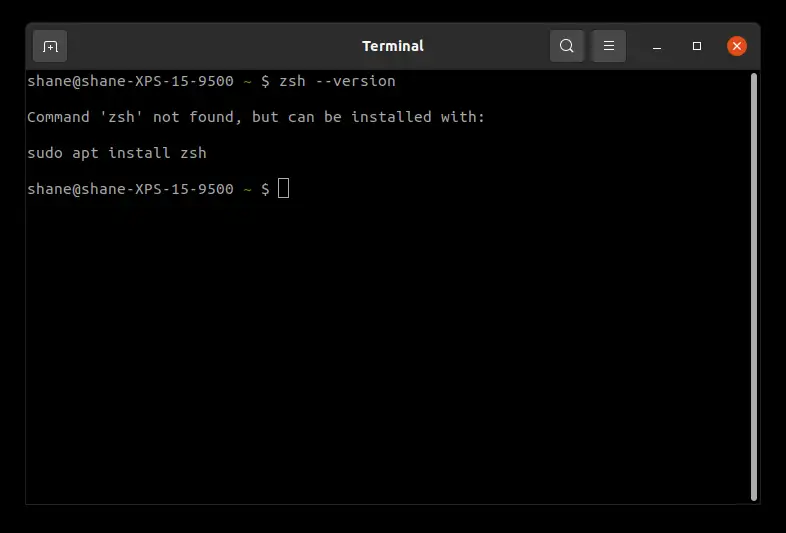 Terminal
shane@shane-XPS-15-9500 ~ $ zsh --version
Command 'zsh' not found, but can be installed with:
sudo apt install zsh
shane@shane-XPS-15-9500 ~ $